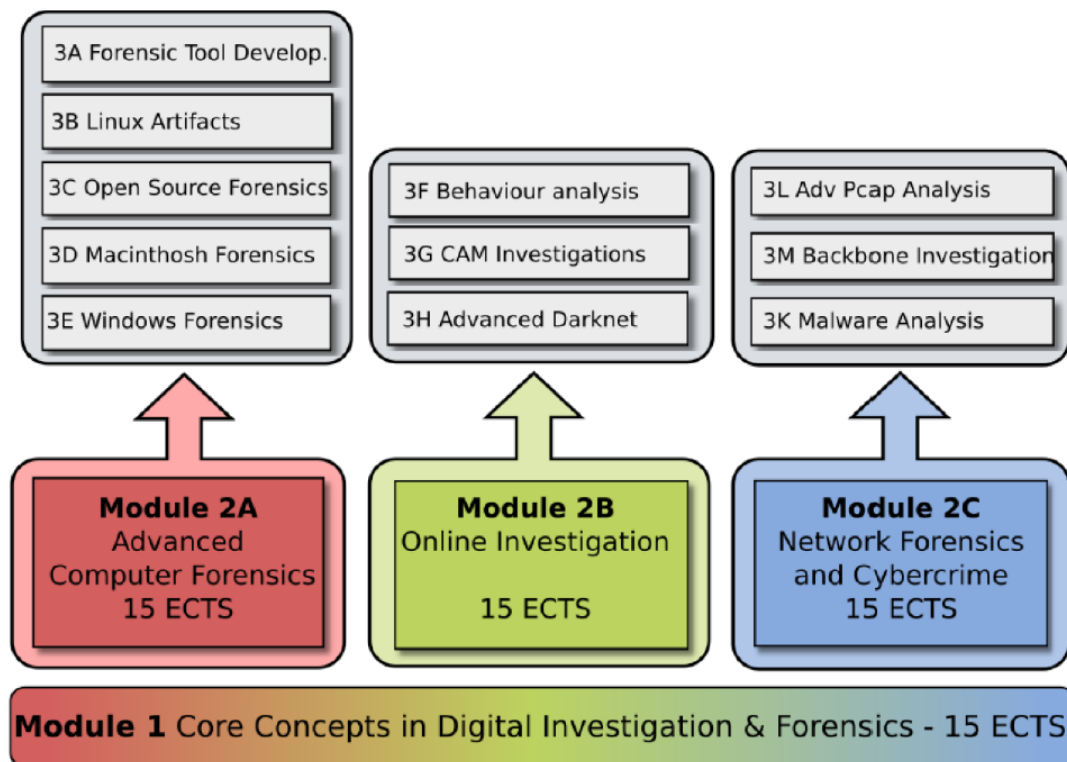 3A Forensic Tool Develop.
3B Linux Artifacts
3C Open Source Forensics
3D Macinthosh Forensics
3E Windows Forensics
3F Behaviour analysis
3G CAM Investigations
3H Advanced Darknet
3L Adv Pcap Analysis
3M Backbone Investigation
3K Malware Analysis
Module 2A
Advanced
Computer Forensics
15 ECTS
Module 2B
Online Investigation
15 ECTS
Module 2C
Network Forensics
and Cybercrime
15 ECTS
Module 1 Core Concepts in Digital Investigation & Forensics - 15 ECTS